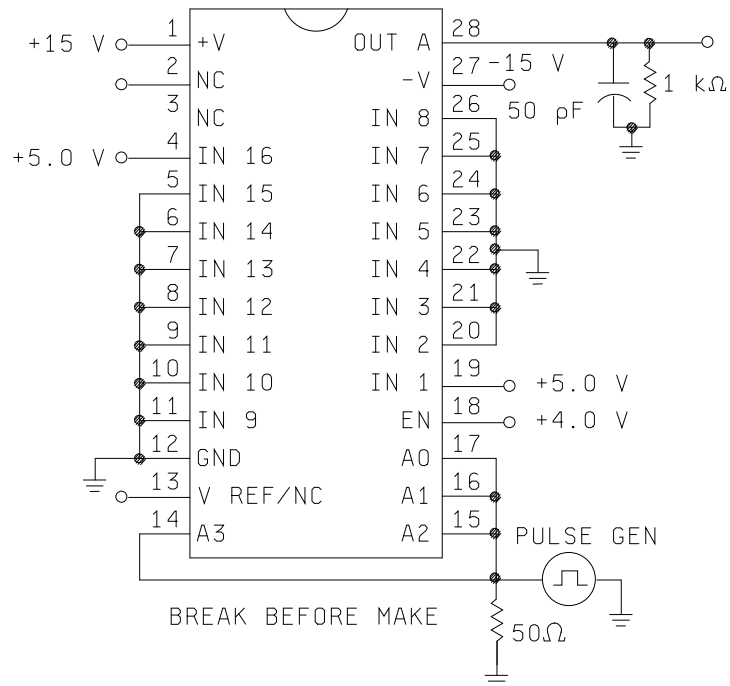 +15 V 1 +V OUT A 28
2 NC -V 27 -15 V
3 NC IN 8 26 50 pF 1 kΩ
+5.0 V 4 IN 16 IN 7 25
5 IN 15 IN 6 24
6 IN 14 IN 5 23
7 IN 13 IN 4 22
8 IN 12 IN 3 21
9 IN 11 IN 2 20
10 IN 10 IN 1 19 +5.0 V
11 IN 9 EN 18 +4.0 V
12 GND A0 17
13 V REF/NC A1 16
14 A3 A2 15 PULSE GEN
BREAK BEFORE MAKE 50Ω